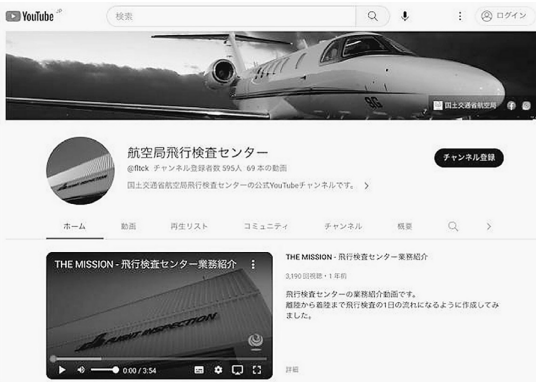 YouTube JP
検索
ログイン
9G
国土交通省航空局
航空局飛行検査センター
@fltck チャンネル登録者数 595人 69 本の動画
チャンネル登録
国土交通省航空局飛行検査センターの公式YouTubeチャンネルです。
ホーム 動画 再生リスト コミュニティ チャンネル 概要
THE MISSION - 飛行検査センター業務紹介
FLIGHT INSPECTION
0:00 / 3:54
THE MISSION - 飛行検査センター業務紹介
3,190 回視聴・1 年前
飛行検査センターの業務紹介動画です。
離陸から着陸まで飛行検査の1日の流れになるように作成してみ
ました。
詳細